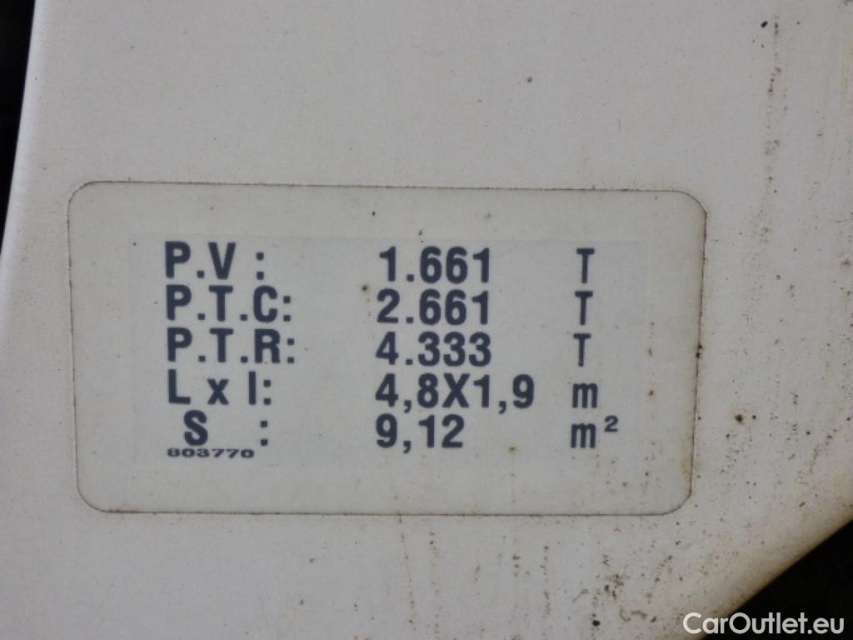 P.V : 1.661 T
P.T.C: 2.661 T
P.T.R: 4.333 T
L x l: 4,8X1,9 m
S : 9,12 m²
803770
CarOutlet.eu